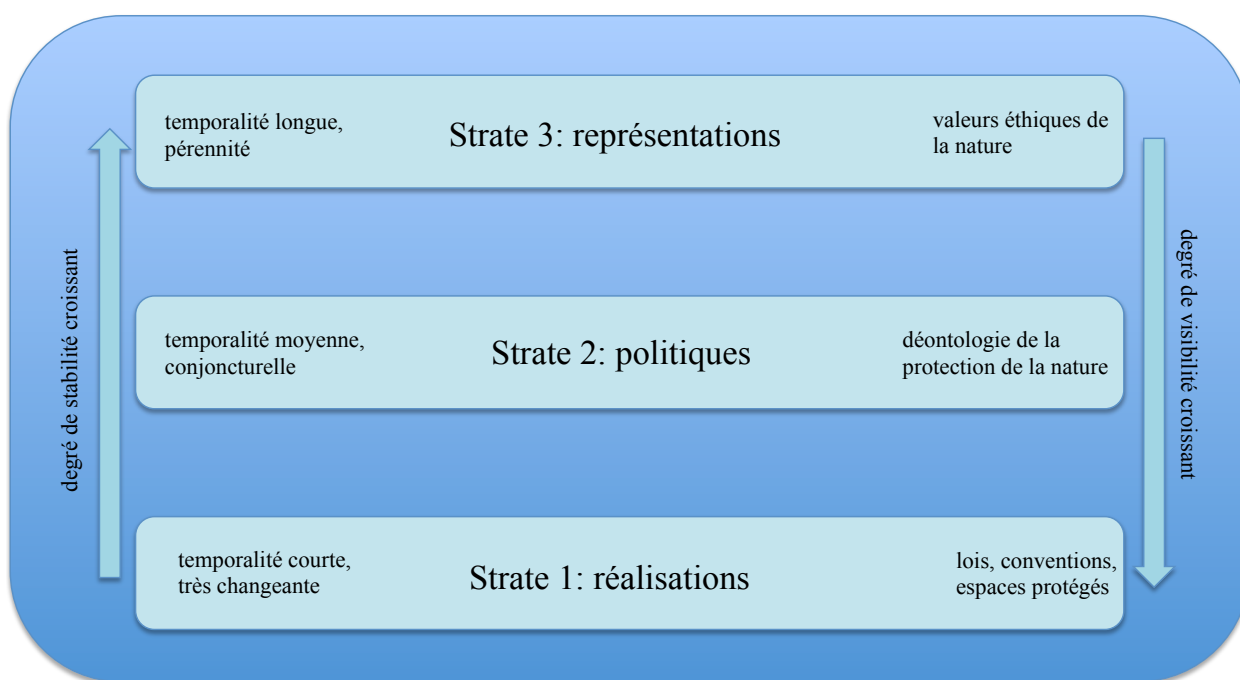 temporalité longue,
pérennité
Strate 3: représentations
valeurs éthiques de
la nature
degré de stabilité croissant
degré de visibilité croissant
temporalité moyenne,
conjoncturelle
Strate 2: politiques
déontologie de la
protection de la nature
temporalité courte,
très changeante
Strate 1: réalisations
lois, conventions,
espaces protégés